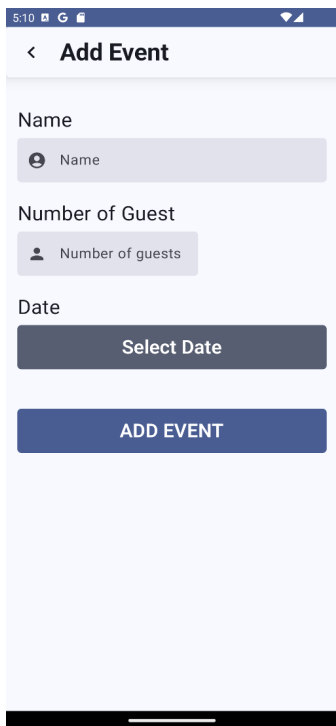 5:10 A G
Add Event
Name
Name
Number of Guest
Number of guests
Date
Select Date
ADD EVENT